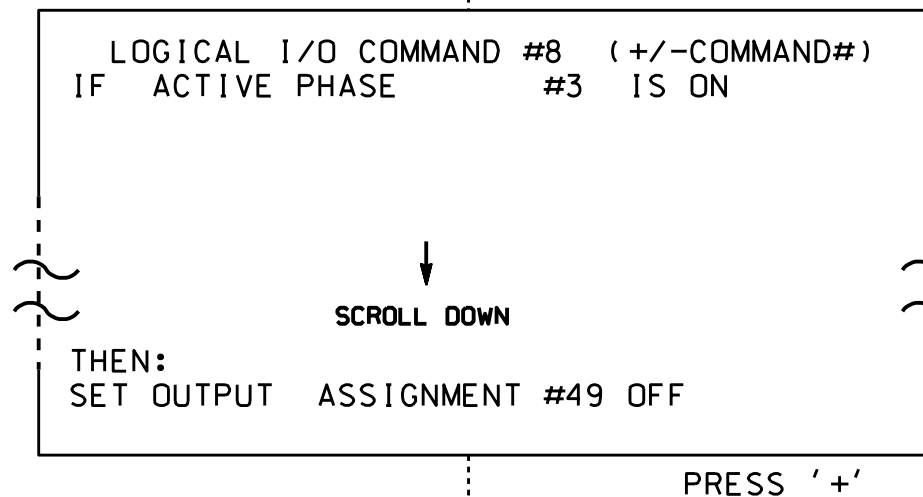 LOGICAL I/O COMMAND #8 (+/-COMMAND#)
IF ACTIVE PHASE #3 IS ON
SCROLL DOWN
THEN:
SET OUTPUT ASSIGNMENT #49 OFF
PRESS '+'